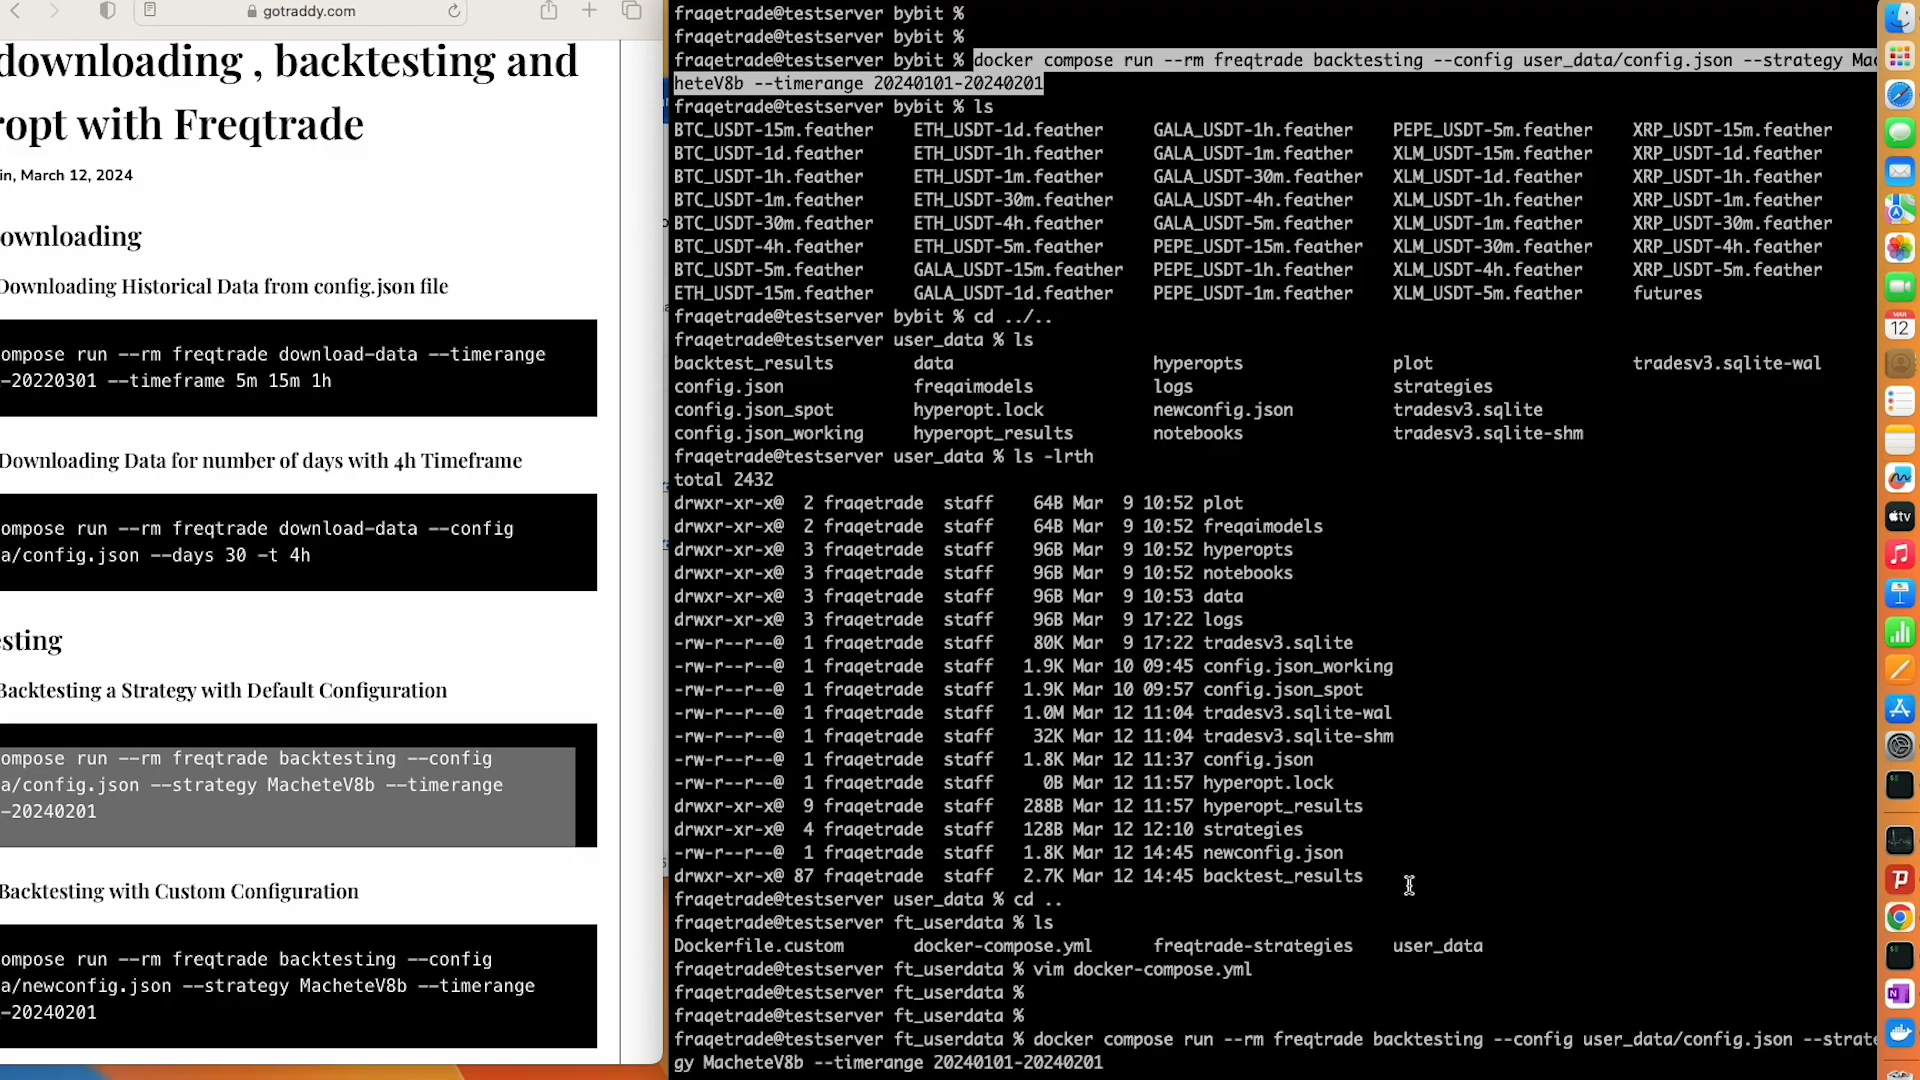 gotraddy.com
downloading , backtesting and
ropt with Freqtrade
in, March 12, 2024
ownloading
Downloading Historical Data from config.json file
ompose run --rm freqtrade download-data --timerange
-20220301 --timeframe 5m 15m 1h
Downloading Data for number of days with 4h Timeframe
ompose run --rm freqtrade download-data --config
a/config.json --days 30 -t 4h
sting
Backtesting a Strategy with Default Configuration
ompose run --rm freqtrade backtesting --config
a/config.json --strategy MacheteV8b --timerange
-20240201
Backtesting with Custom Configuration
ompose run --rm freqtrade backtesting --config
a/newconfig.json --strategy MacheteV8b --timerange
-20240201
fraqetrade@testserver bybit %
fraqetrade@testserver bybit %
fraqetrade@testserver bybit % docker compose run --rm freqtrade backtesting --config user_data/config.json --strategy Mac
heteV8b --timerange 20240101-20240201
fraqetrade@testserver bybit % ls
BTC_USDT-15m.feather ETH_USDT-1d.feather GALA_USDT-1h.feather PEPE_USDT-5m.feather XRP_USDT-15m.feather
BTC_USDT-1d.feather ETH_USDT-1h.feather GALA_USDT-1m.feather XLM_USDT-15m.feather XRP_USDT-1d.feather
BTC_USDT-1h.feather ETH_USDT-1m.feather GALA_USDT-30m.feather XLM_USDT-1d.feather XRP_USDT-1h.feather
BTC_USDT-1m.feather ETH_USDT-30m.feather GALA_USDT-4h.feather XLM_USDT-1h.feather XRP_USDT-1m.feather
BTC_USDT-30m.feather ETH_USDT-4h.feather GALA_USDT-5m.feather XLM_USDT-1m.feather XRP_USDT-30m.feather
BTC_USDT-4h.feather ETH_USDT-5m.feather PEPE_USDT-15m.feather XLM_USDT-30m.feather XRP_USDT-4h.feather
BTC_USDT-5m.feather GALA_USDT-15m.feather PEPE_USDT-1h.feather XLM_USDT-4h.feather XRP_USDT-5m.feather
ETH_USDT-15m.feather GALA_USDT-1d.feather PEPE_USDT-1m.feather XLM_USDT-5m.feather futures
fraqetrade@testserver bybit % cd ../..
fraqetrade@testserver user_data % ls
backtest_results data hyperopts plot tradesv3.sqlite-wal
config.json freqaimodels logs strategies
config.json_spot hyperopt.lock newconfig.json tradesv3.sqlite
config.json_working hyperopt_results notebooks tradesv3.sqlite-shm
fraqetrade@testserver user_data % ls -lrth
total 2432
drwxr-xr-x@ 2 fraqetrade staff 64B Mar 9 10:52 plot
drwxr-xr-x@ 2 fraqetrade staff 64B Mar 9 10:52 freqaimodels
drwxr-xr-x@ 3 fraqetrade staff 96B Mar 9 10:52 hyperopts
drwxr-xr-x@ 3 fraqetrade staff 96B Mar 9 10:52 notebooks
drwxr-xr-x@ 3 fraqetrade staff 96B Mar 9 10:53 data
drwxr-xr-x@ 3 fraqetrade staff 96B Mar 9 17:22 logs
-rw-r--r--@ 1 fraqetrade staff 80K Mar 9 17:22 tradesv3.sqlite
-rw-r--r--@ 1 fraqetrade staff 1.9K Mar 10 09:45 config.json_working
-rw-r--r--@ 1 fraqetrade staff 1.9K Mar 10 09:57 config.json_spot
-rw-r--r--@ 1 fraqetrade staff 1.0M Mar 12 11:04 tradesv3.sqlite-wal
-rw-r--r--@ 1 fraqetrade staff 32K Mar 12 11:04 tradesv3.sqlite-shm
-rw-r--r--@ 1 fraqetrade staff 1.8K Mar 12 11:37 config.json
-rw-r--r--@ 1 fraqetrade staff 0B Mar 12 11:57 hyperopt.lock
drwxr-xr-x@ 9 fraqetrade staff 288B Mar 12 11:57 hyperopt_results
drwxr-xr-x@ 4 fraqetrade staff 128B Mar 12 12:10 strategies
-rw-r--r--@ 1 fraqetrade staff 1.8K Mar 12 14:45 newconfig.json
drwxr-xr-x@ 87 fraqetrade staff 2.7K Mar 12 14:45 backtest_results
fraqetrade@testserver user_data % cd ..
fraqetrade@testserver ft_userdata % ls
Dockerfile.custom docker-compose.yml freqtrade-strategies user_data
fraqetrade@testserver ft_userdata % vim docker-compose.yml
fraqetrade@testserver ft_userdata %
fraqetrade@testserver ft_userdata %
fraqetrade@testserver ft_userdata % docker compose run --rm freqtrade backtesting --config user_data/config.json --strate
gy MacheteV8b --timerange 20240101-20240201
MAR
12
tv